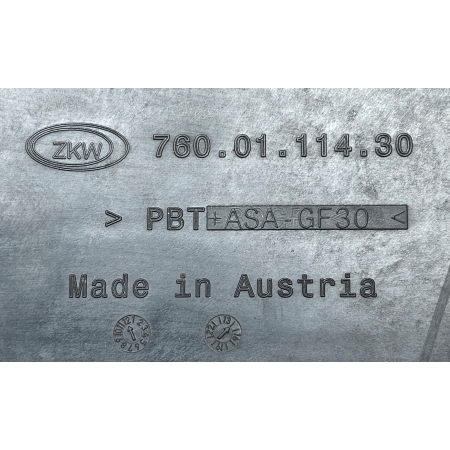 ZKW 760.01.114.30
> PBT+ASA-GF30 <
Made in Austria